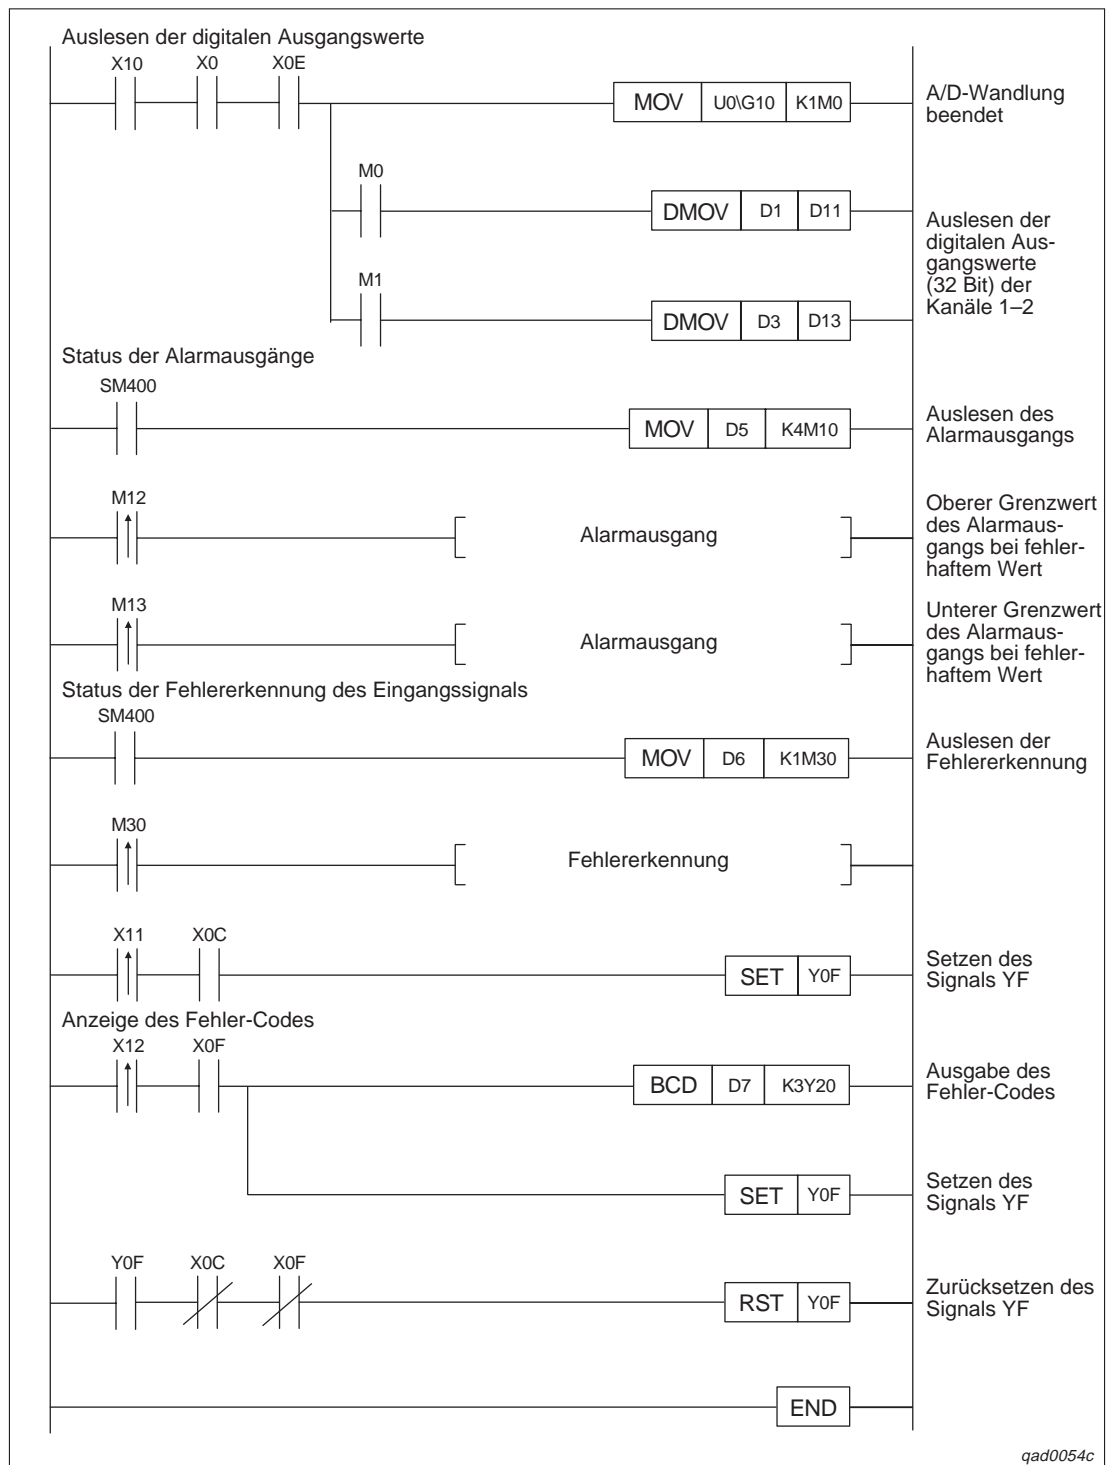 Auslesen der digitalen Ausgangswerte
X10 X0 X0E
MOV U0\G10 K1M0
A/D-Wandlung
beendet
M0
DMOV D1 D11
Auslesen der
digitalen Aus-
gangswerte
(32 Bit) der
Kanäle 1–2
M1
DMOV D3 D13
Status der Alarmausgänge
SM400
MOV D5 K4M10
Auslesen des
Alarmausgangs
M12
Alarmausgang
Oberer Grenzwert
des Alarmaus-
gangs bei fehler-
haftem Wert
M13
Alarmausgang
Unterer Grenzwert
des Alarmaus-
gangs bei fehler-
haftem Wert
Status der Fehlererkennung des Eingangssignals
SM400
MOV D6 K1M30
Auslesen der
Fehlererkennung
M30
Fehlererkennung
X11 X0C
SET Y0F
Setzen des
Signals YF
Anzeige des Fehler-Codes
X12 X0F
BCD D7 K3Y20
Ausgabe des
Fehler-Codes
SET Y0F
Setzen des
Signals YF
Y0F X0C X0F
RST Y0F
Zurücksetzen des
Signals YF
END
qad0054c